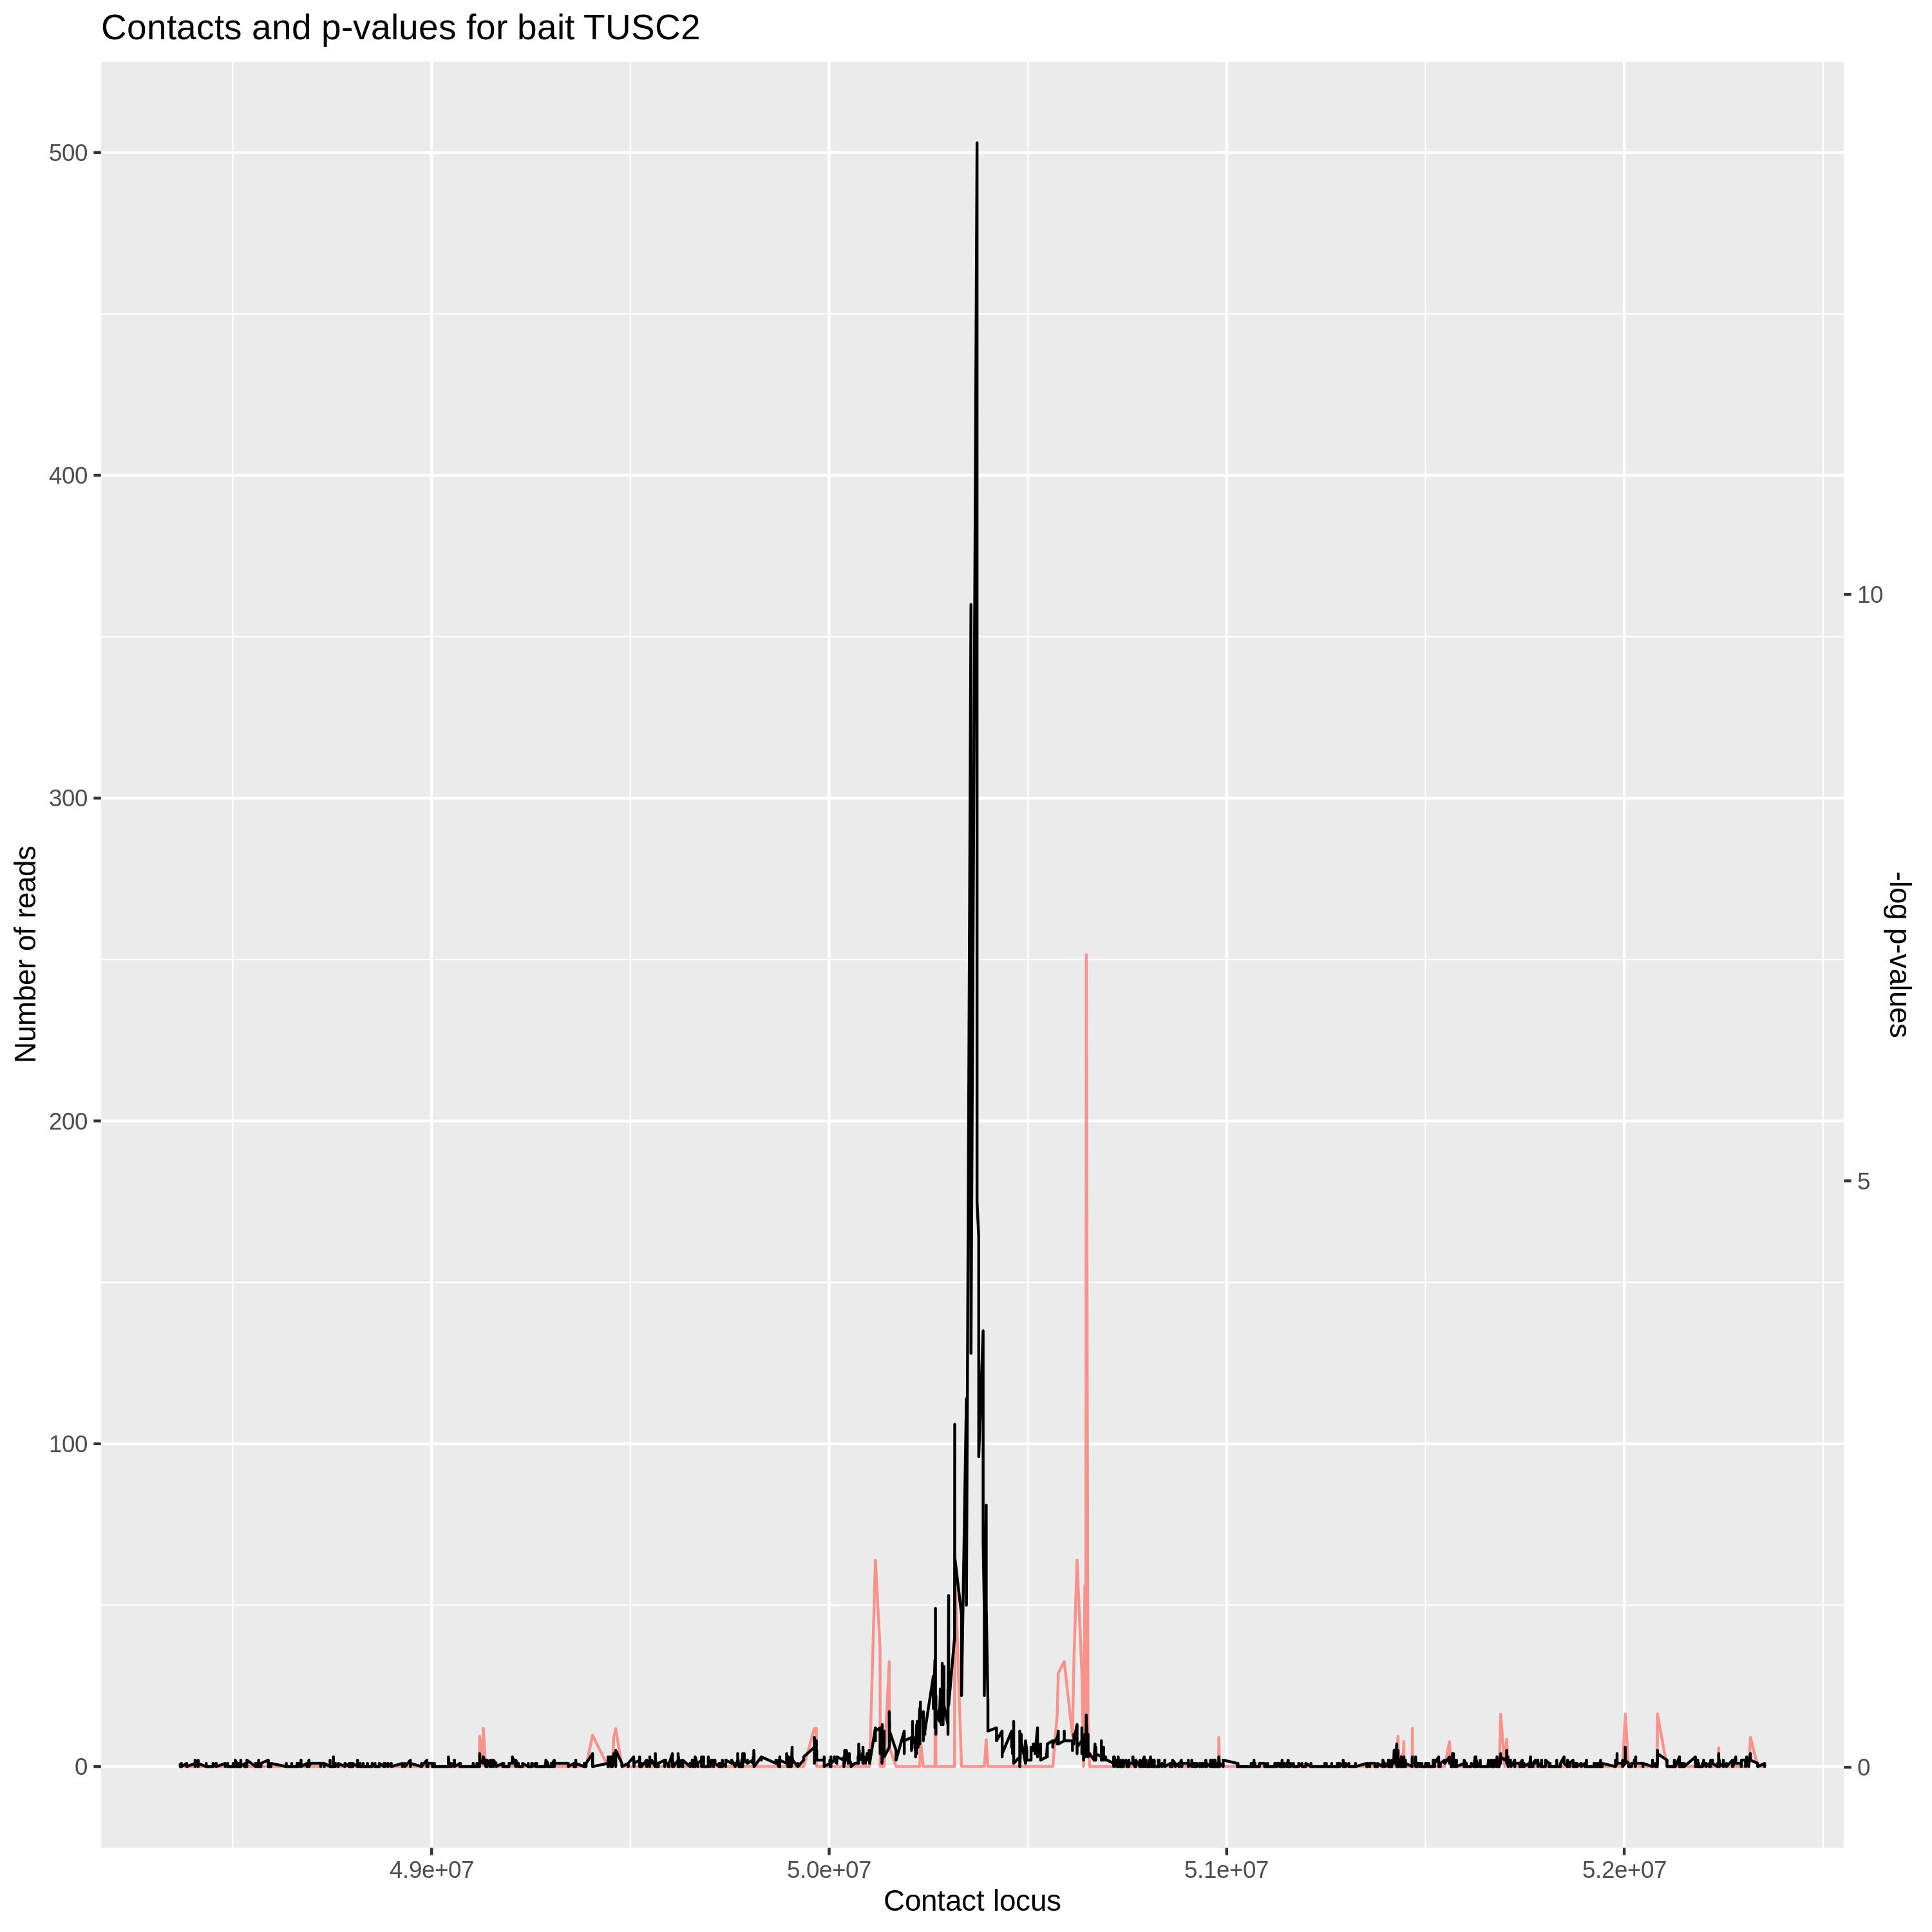 Contacts and p-values for bait TUSC2
500
400
300
200
100
0
Number of reads
10
5
0
-log p-values
4.9e+07
5.0e+07
5.1e+07
5.2e+07
Contact locus